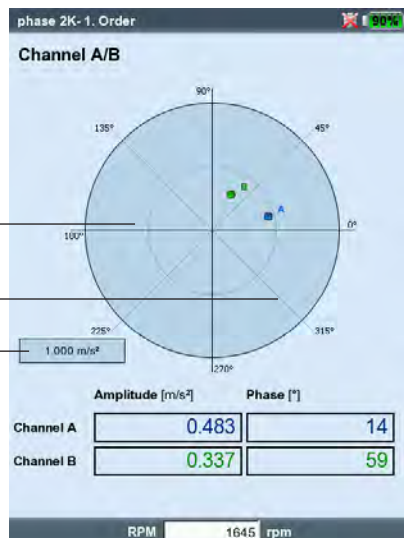 phase 2K- 1. Order 90%
Channel A/B
90°
135° 45°
B
A
180° 0°
225° 315°
1.000 m/s²
270°
Amplitude [m/s²] Phase [°]
Channel A 0.483 14
Channel B 0.337 59
RPM 1645 rpm